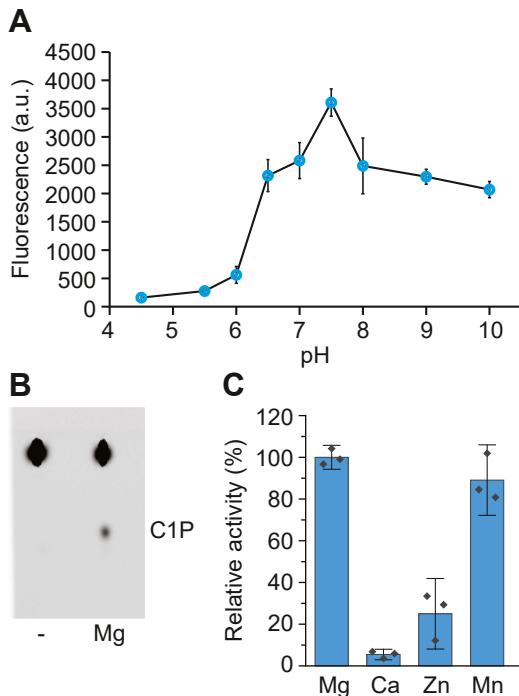 A
Fluorescence (a.u.)
4500
4000
3500
3000
2500
2000
1500
1000
500
0
4 5 6 7 8 9 10
pH
B
C1P
- Mg
C
Relative activity (%)
120
100
80
60
40
20
0
Mg Ca Zn Mn